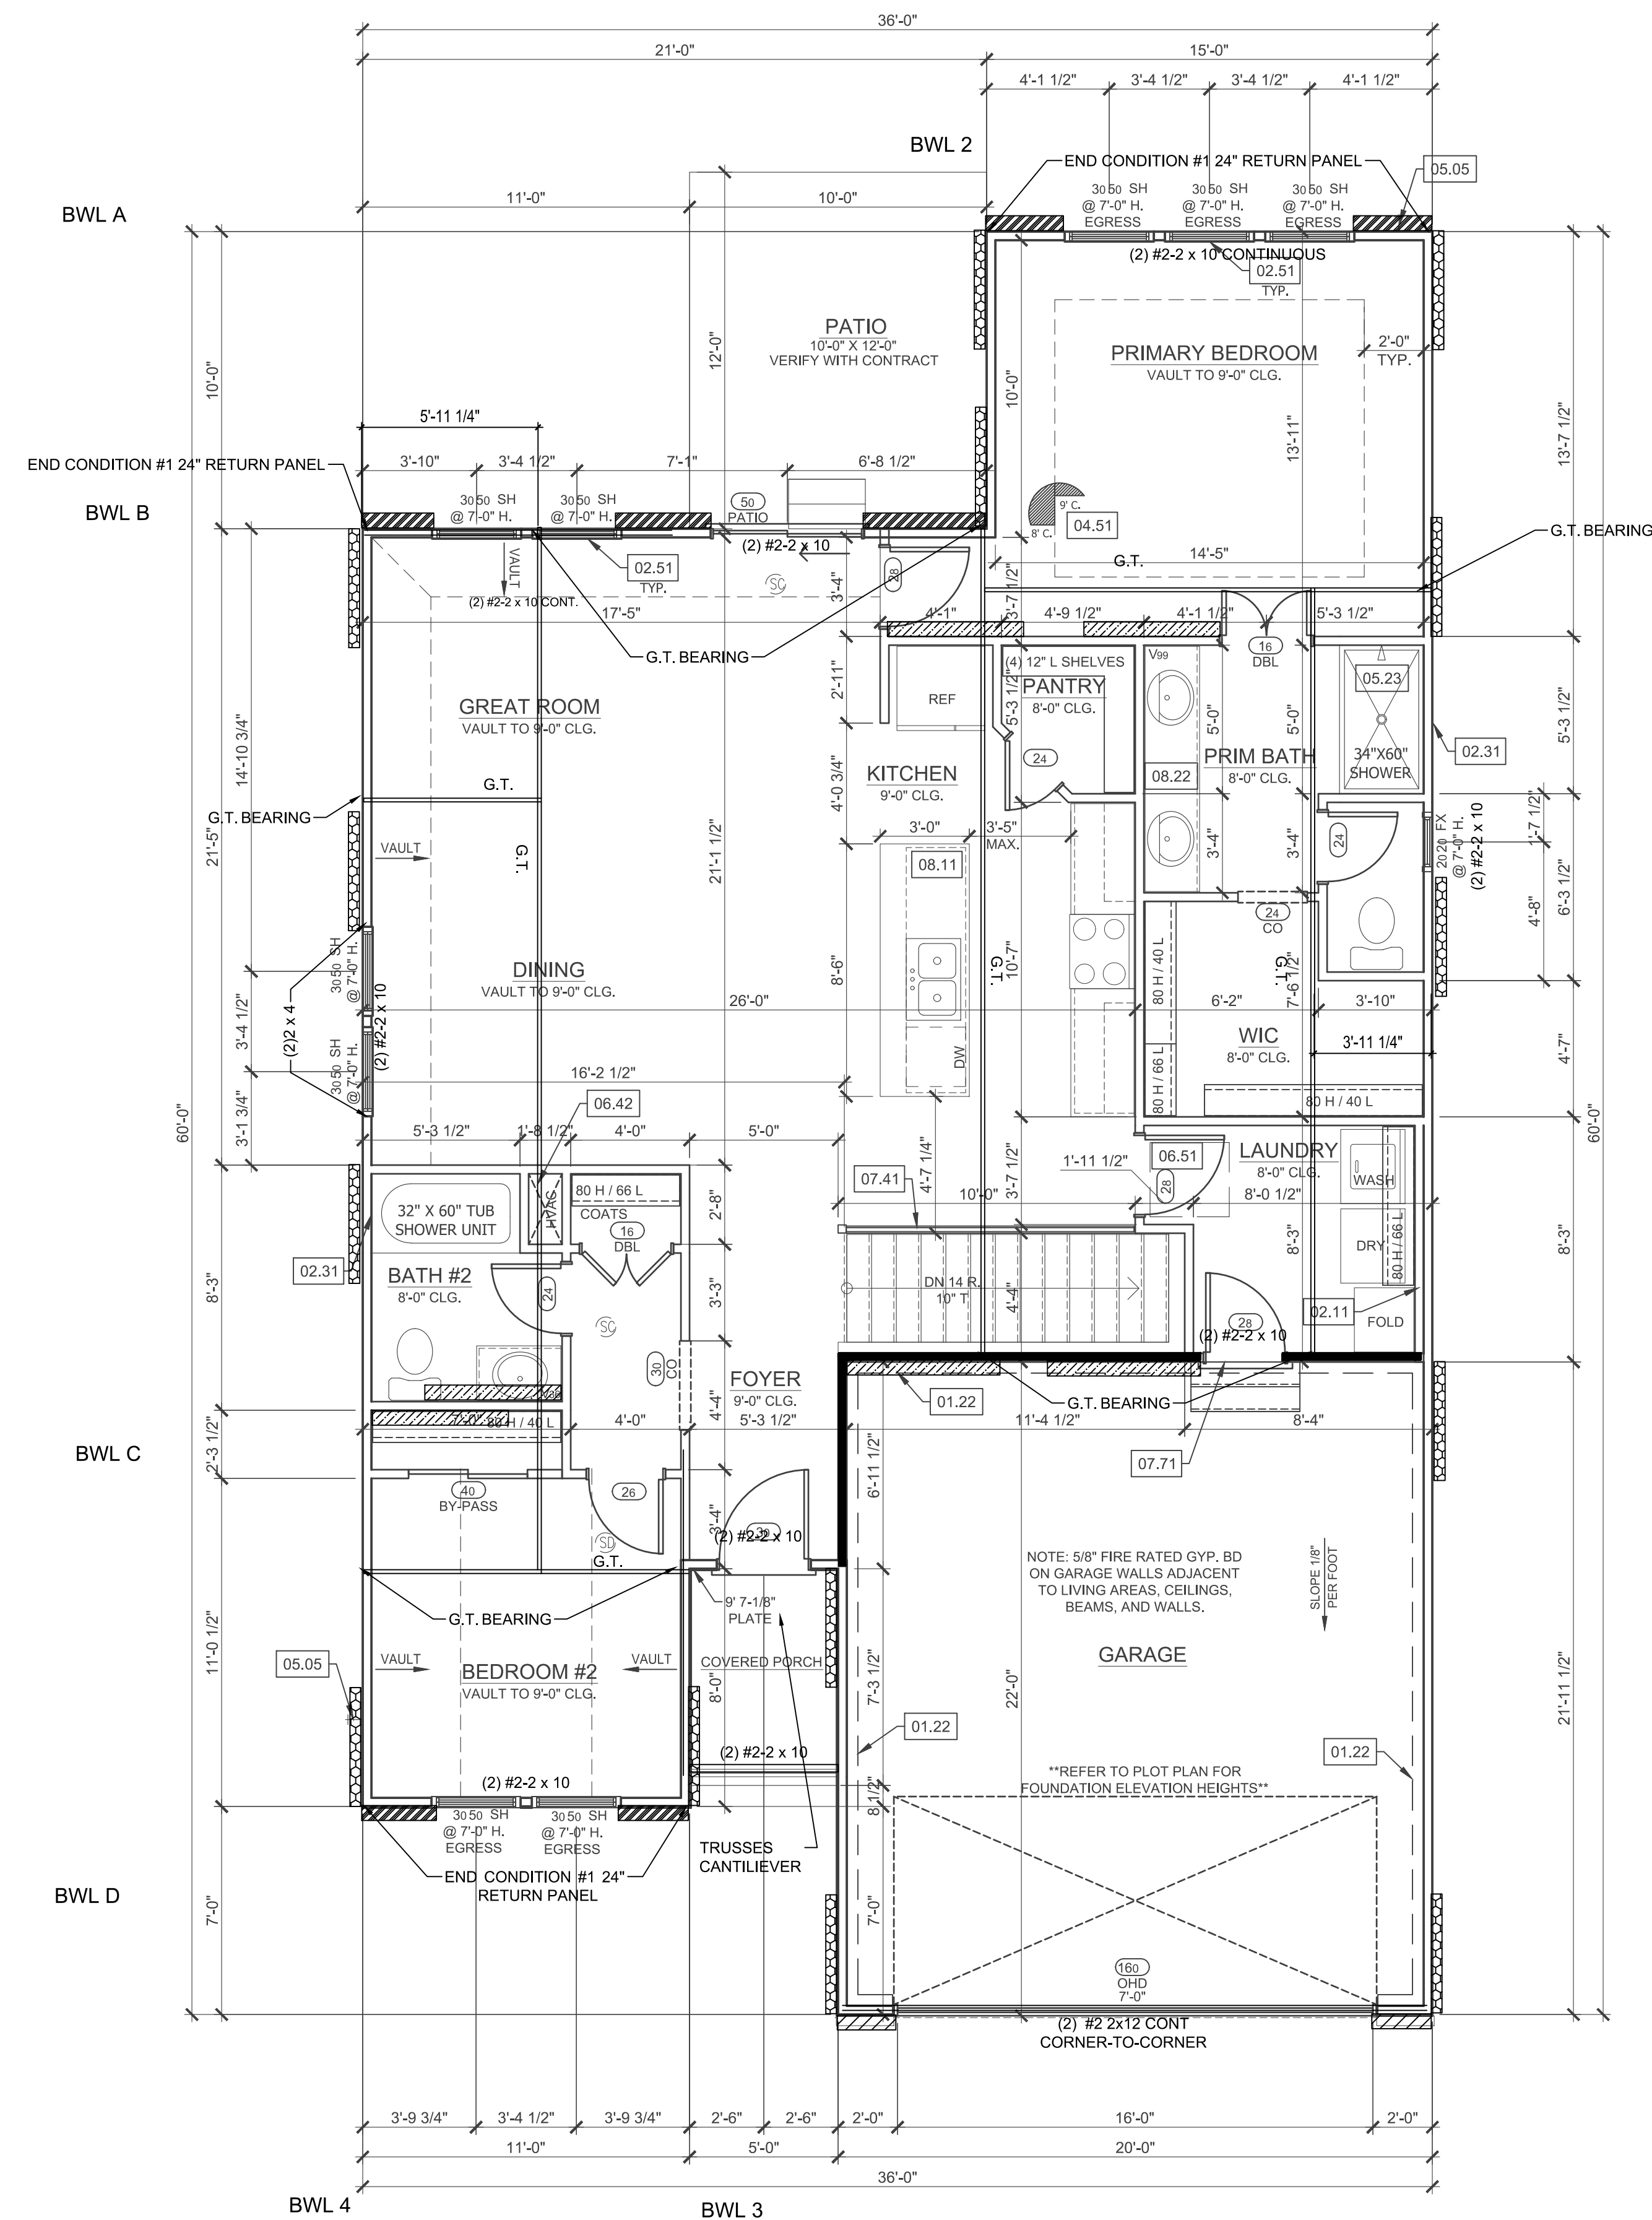 36'-0"
21'-0"
15'-0"
4'-1 1/2"
3'-4 1/2"
3'-4 1/2"
4'-1 1/2"
BWL 2
END CONDITION #1 24" RETURN PANEL
05.05
11'-0"
10'-0"
3050 SH
@ 7'-0" H.
EGRESS
3050 SH
@ 7'-0" H.
EGRESS
3050 SH
@ 7'-0" H.
EGRESS
BWL A
(2) #2-2 x 10 CONTINUOUS
02.51
TYP.
PATIO
10'-0" X 12'-0"
VERIFY WITH CONTRACT
PRIMARY BEDROOM
VAULT TO 9'-0" CLG.
2'-0"
TYP.
12'-0"
10'-0"
10'-0"
13'-11"
13'-7 1/2"
5'-11 1/4"
END CONDITION #1 24" RETURN PANEL
3'-10"
3'-4 1/2"
7'-1"
6'-8 1/2"
BWL B
3050 SH
@ 7'-0" H.
3050 SH
@ 7'-0" H.
50
PATIO
9' C.
8' C.
04.51
G.T. BEARING
(2) #2-2 x 10
14'-5"
G.T.
VAULT
02.51
TYP.
(2) #2-2 x 10 CONT.
SC
28
3'-4"
3'-7 1/2"
17'-5"
4'-1"
4'-9 1/2"
4'-1 1/2"
5'-3 1/2"
G.T. BEARING
16
DBL
V99
(4) 12" L SHELVES
PANTRY
8'-0" CLG.
2'-11"
REF
5'-3 1/2"
05.23
GREAT ROOM
VAULT TO 9'-0" CLG.
5'-0"
5'-0"
5'-3 1/2"
14'-10 3/4"
24
PRIM BATH
8'-0" CLG.
34"X60"
SHOWER
02.31
KITCHEN
9'-0" CLG.
08.22
4'-0 3/4"
G.T.
G.T. BEARING
3'-0"
3'-5"
MAX.
3'-4"
3'-4"
24
2020 FX
@ 7'-0" H.
(2) #2-2 x 10
1'-7 1/2"
21'-5"
VAULT
G.T.
21'-1 1/2"
08.11
4'-8"
6'-3 1/2"
24
CO
DINING
VAULT TO 9'-0" CLG.
8'-6"
G.T.
10'-7"
80 H / 40 L
G.T.
7'-6 1/2"
3050 SH
@ 7'-0" H.
26'-0"
6'-2"
3'-10"
(2)2 x 4
(2) #2-2 x 10
3'-4 1/2"
WIC
8'-0" CLG.
3'-11 1/4"
4'-7"
DW
3050 SH
@ 7'-0" H.
16'-2 1/2"
80 H / 66 L
80 H / 40 L
06.42
60'-0"
60'-0"
3'-1 3/4"
5'-3 1/2"
1'-8 1/2"
4'-0"
5'-0"
LAUNDRY
8'-0" CLG.
06.51
1'-11 1/2"
28
WASH
07.41
4'-7 1/4"
10'-0"
3'-7 1/2"
8'-0 1/2"
32" X 60" TUB
SHOWER UNIT
HVAC
80 H / 66 L
COATS
2'-8"
16
DBL
DRY
80 H / 66 L
8'-3"
8'-3"
02.31
BATH #2
8'-0" CLG.
24
DN 14 R.
10" T
4'-4"
8'-3"
3'-3"
SC
28
(2) #2-2 x 10
02.11
FOLD
30
CO
FOYER
9'-0" CLG.
01.22
G.T. BEARING
7'-0"
80 H / 40 L
4'-0"
4'-4"
5'-3 1/2"
11'-4 1/2"
8'-4"
BWL C
2'-3 1/2"
6'-11 1/2"
07.71
40
BY-PASS
26
3'-4"
30
(2) #2-2 x 10
SD
G.T.
NOTE: 5/8" FIRE RATED GYP. BD
ON GARAGE WALLS ADJACENT
TO LIVING AREAS, CEILINGS,
BEAMS, AND WALLS.
SLOPE 1/8"
PER FOOT
9' 7-1/8"
PLATE
G.T. BEARING
GARAGE
11'-0 1/2"
05.05
VAULT
VAULT
BEDROOM #2
VAULT TO 9'-0" CLG.
COVERED PORCH
8'-0"
7'-3 1/2"
22'-0"
21'-11 1/2"
01.22
01.22
(2) #2-2 x 10
(2) #2-2 x 10
**REFER TO PLOT PLAN FOR
FOUNDATION ELEVATION HEIGHTS**
8 1/2"
3050 SH
@ 7'-0" H.
EGRESS
3050 SH
@ 7'-0" H.
EGRESS
TRUSSES
CANTILIEVER
END CONDITION #1 24"
RETURN PANEL
BWL D
7'-0"
7'-0"
160
OHD
7'-0"
(2) #2 2x12 CONT
CORNER-TO-CORNER
3'-9 3/4"
3'-4 1/2"
3'-9 3/4"
2'-6"
2'-6"
2'-0"
16'-0"
2'-0"
11'-0"
5'-0"
20'-0"
36'-0"
BWL 4
BWL 3